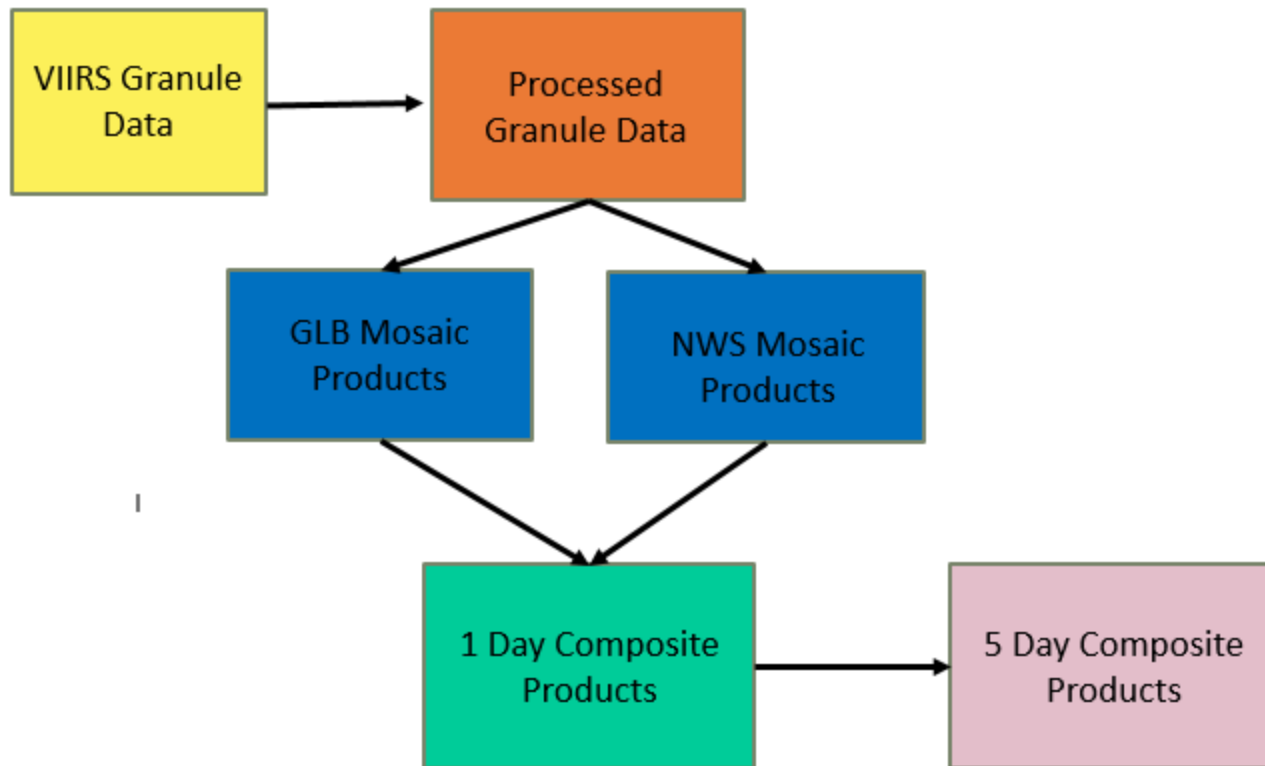 VIIRS Granule
Data
Processed
Granule Data
GLB Mosaic
Products
NWS Mosaic
Products
1 Day Composite
Products
5 Day Composite
Products